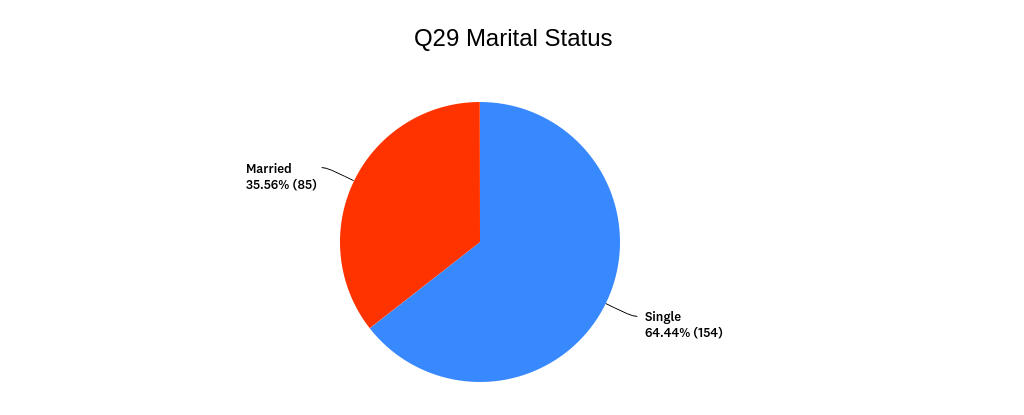 Q29 Marital Status
Married
35.56% (85)
Single
64.44% (154)